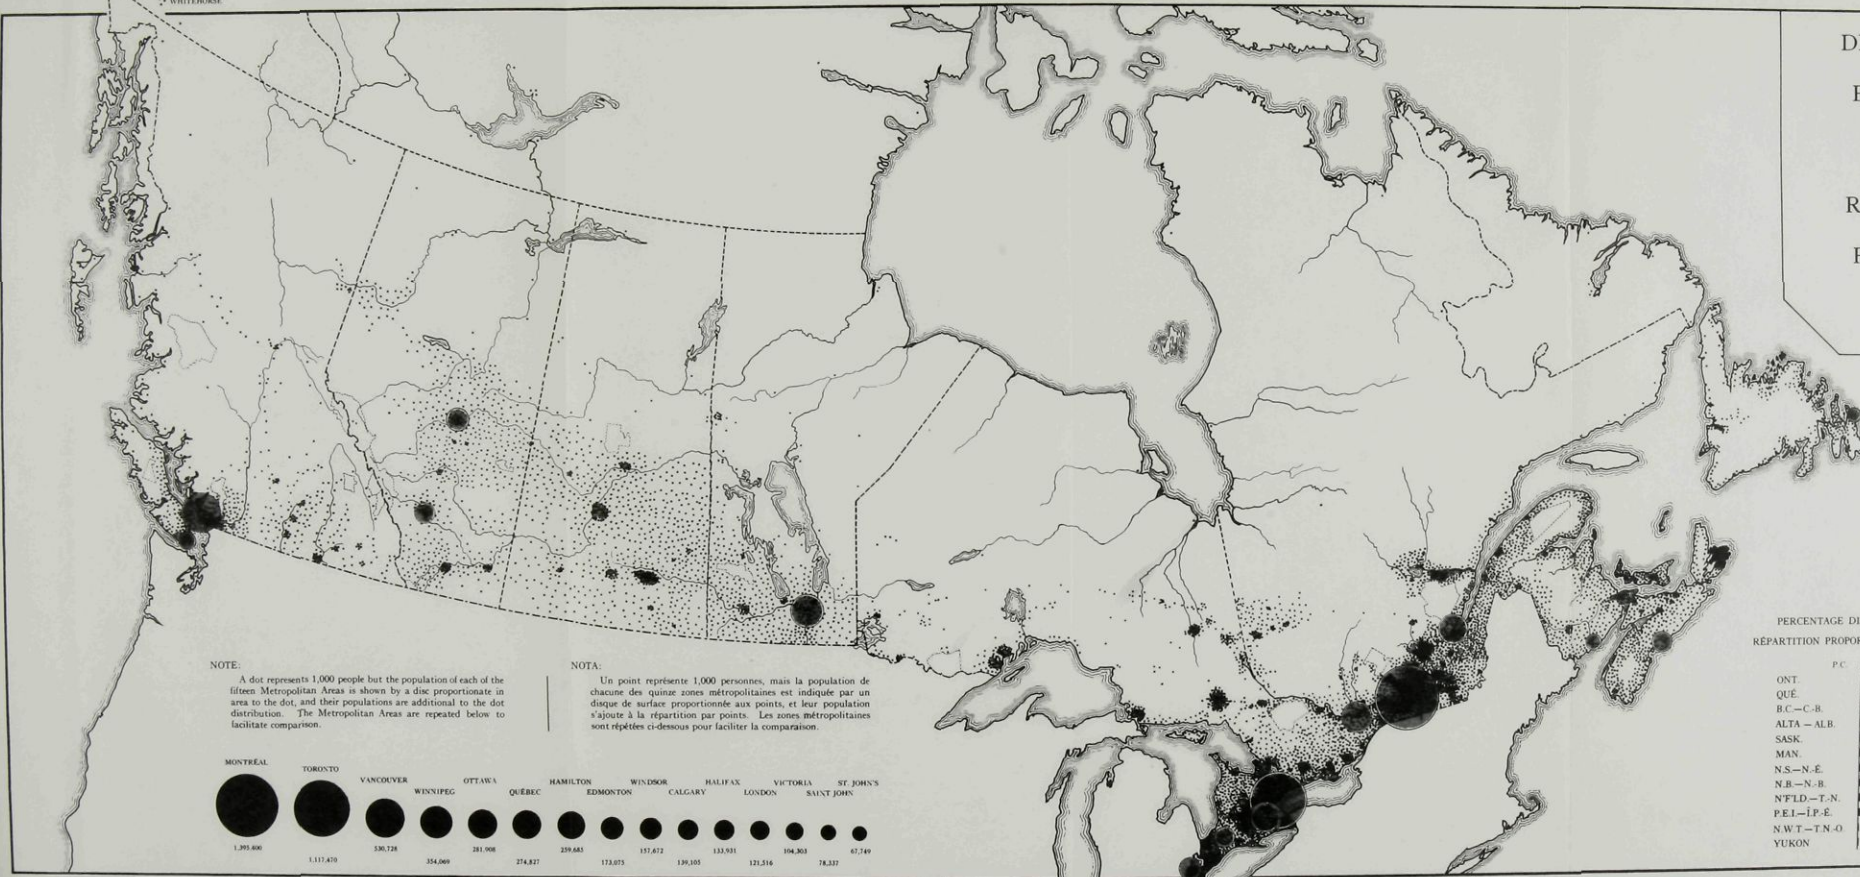 WHITEHORSE
NOTE:
A dot represents 1,000 people but the population of each of the
fifteen Metropolitan Areas is shown by a disc proportionate in
area to the dot, and their populations are additional to the dot
distribution. The Metropolitan Areas are repeated below to
facilitate comparison.
NOTA:
Un point représente 1,000 personnes, mais la population de
chacune des quinze zones métropolitaines est indiquée par un
disque de surface proportionnée aux points, et leur population
s'ajoute à la répartition par points. Les zones métropolitaines
sont répétées ci-dessous pour faciliter la comparaison.
MONTRÉAL
TORONTO
VANCOUVER
WINNIPEG
OTTAWA
QUÉBEC
HAMILTON
EDMONTON
WINDSOR
CALGARY
HALIFAX
LONDON
VICTORIA
SAINT JOHN
ST. JOHN'S
1,395,400
1,117,470
530,728
354,069
281,908
274,827
259,685
173,075
157,672
139,105
133,931
121,516
104,303
78,337
67,749
D
R
PERCENTAGE DI
RÉPARTITION PROPOR
P.C.
ONT.
QUÉ.
B.C.—C.-B.
ALTA — ALB.
SASK.
MAN.
N.S.—N.-É.
N.B.—N.-B.
N'F'LD.—T.-N.
P.E.I.—Î.P.-É.
N.W.T.—T.N.-O.
YUKON